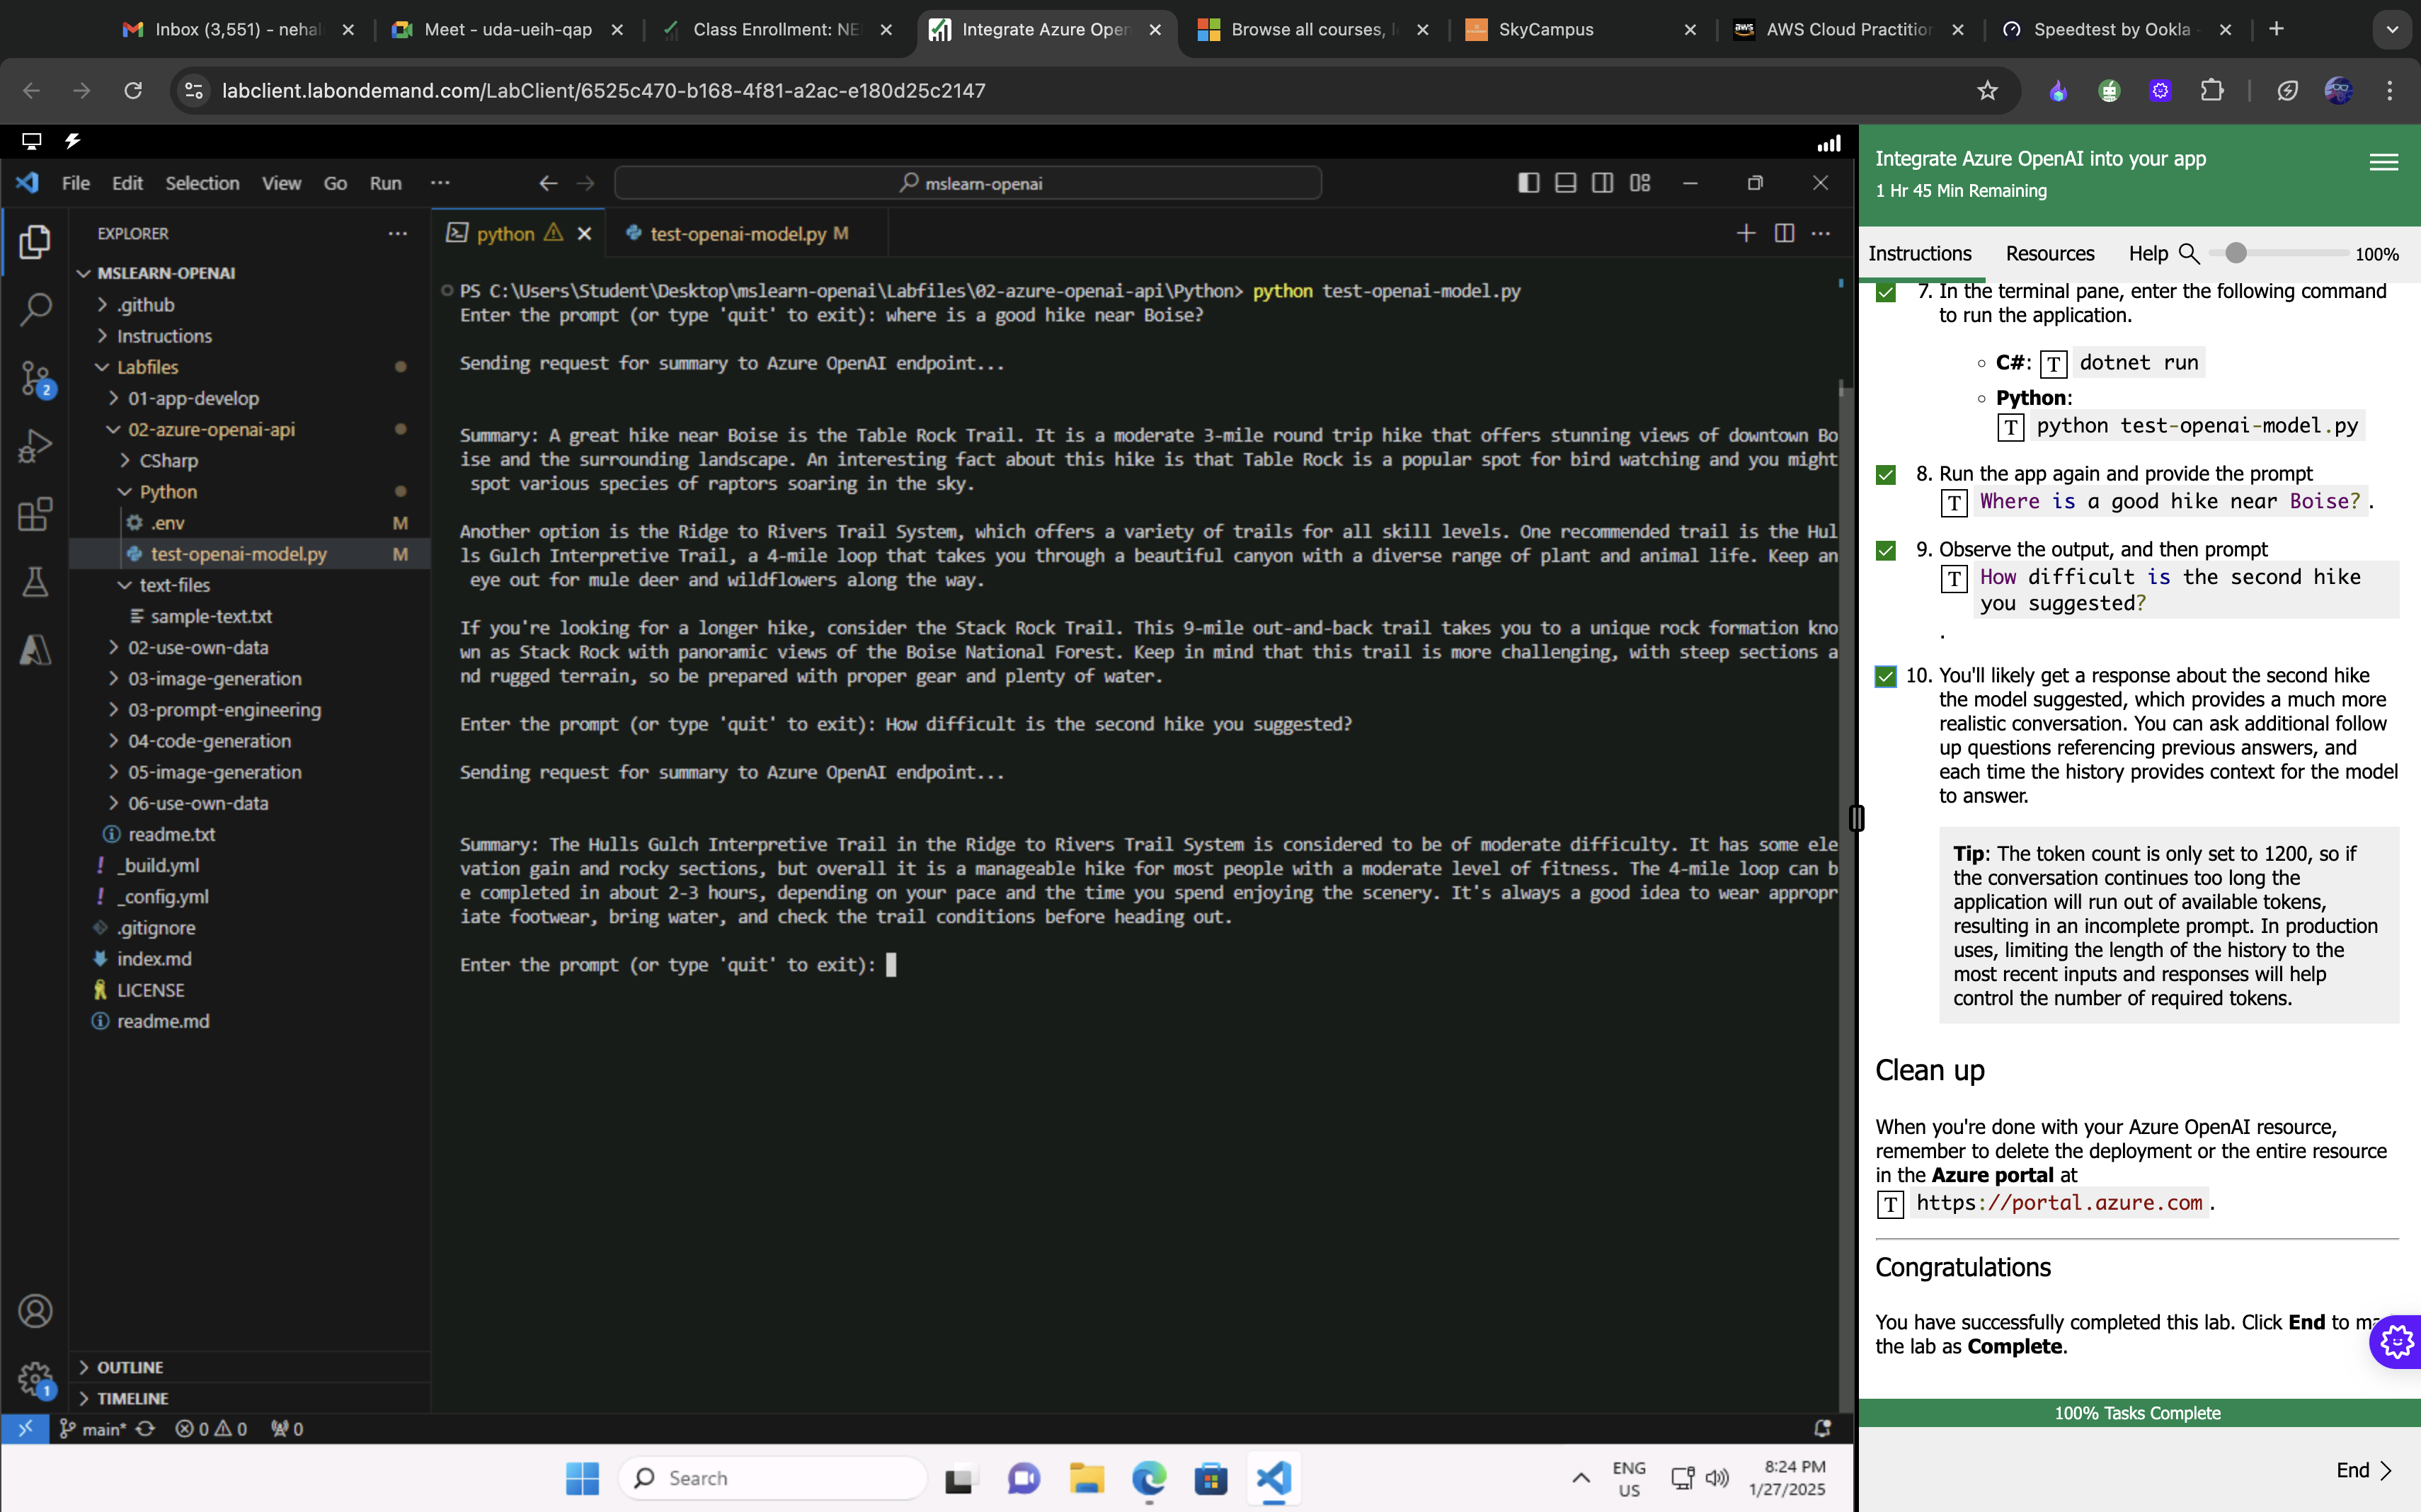 Inbox (3,551) - nehal
Meet - uda-ueih-qap
Class Enrollment: NE
Integrate Azure Open
Browse all courses, l
SkyCampus
AWS Cloud Practition
Speedtest by Ookla -
labclient.labondemand.com/LabClient/6525c470-b168-4f81-a2ac-e180d25c2147
File Edit Selection View Go Run ...
mslearn-openai
EXPLORER
MSLEARN-OPENAI
.github
Instructions
Labfiles
01-app-develop
02-azure-openai-api
CSharp
Python
.env M
test-openai-model.py M
text-files
sample-text.txt
02-use-own-data
03-image-generation
03-prompt-engineering
04-code-generation
05-image-generation
06-use-own-data
readme.txt
_build.yml
_config.yml
.gitignore
index.md
LICENSE
readme.md
OUTLINE
TIMELINE
2
1
python
test-openai-model.py M
PS C:\Users\Student\Desktop\mslearn-openai\Labfiles\02-azure-openai-api\Python> python test-openai-model.py
Enter the prompt (or type 'quit' to exit): where is a good hike near Boise?
Sending request for summary to Azure OpenAI endpoint...
Summary: A great hike near Boise is the Table Rock Trail. It is a moderate 3-mile round trip hike that offers stunning views of downtown Bo
ise and the surrounding landscape. An interesting fact about this hike is that Table Rock is a popular spot for bird watching and you might
spot various species of raptors soaring in the sky.
Another option is the Ridge to Rivers Trail System, which offers a variety of trails for all skill levels. One recommended trail is the Hul
ls Gulch Interpretive Trail, a 4-mile loop that takes you through a beautiful canyon with a diverse range of plant and animal life. Keep an
eye out for mule deer and wildflowers along the way.
If you're looking for a longer hike, consider the Stack Rock Trail. This 9-mile out-and-back trail takes you to a unique rock formation kno
wn as Stack Rock with panoramic views of the Boise National Forest. Keep in mind that this trail is more challenging, with steep sections a
nd rugged terrain, so be prepared with proper gear and plenty of water.
Enter the prompt (or type 'quit' to exit): How difficult is the second hike you suggested?
Sending request for summary to Azure OpenAI endpoint...
Summary: The Hulls Gulch Interpretive Trail in the Ridge to Rivers Trail System is considered to be of moderate difficulty. It has some ele
vation gain and rocky sections, but overall it is a manageable hike for most people with a moderate level of fitness. The 4-mile loop can b
e completed in about 2-3 hours, depending on your pace and the time you spend enjoying the scenery. It's always a good idea to wear appropr
iate footwear, bring water, and check the trail conditions before heading out.
Enter the prompt (or type 'quit' to exit):
main* 0 0 0
Search
ENG
US
8:24 PM
1/27/2025
Integrate Azure OpenAI into your app
1 Hr 45 Min Remaining
Instructions Resources Help 100%
7. In the terminal pane, enter the following command
to run the application.
C#: T dotnet run
Python:
T python test-openai-model.py
8. Run the app again and provide the prompt
T Where is a good hike near Boise? .
9. Observe the output, and then prompt
T How difficult is the second hike
you suggested?
.
10. You'll likely get a response about the second hike
the model suggested, which provides a much more
realistic conversation. You can ask additional follow
up questions referencing previous answers, and
each time the history provides context for the model
to answer.
Tip: The token count is only set to 1200, so if
the conversation continues too long the
application will run out of available tokens,
resulting in an incomplete prompt. In production
uses, limiting the length of the history to the
most recent inputs and responses will help
control the number of required tokens.
Clean up
When you're done with your Azure OpenAI resource,
remember to delete the deployment or the entire resource
in the Azure portal at
T https://portal.azure.com .
Congratulations
You have successfully completed this lab. Click End to ma
the lab as Complete.
100% Tasks Complete
End